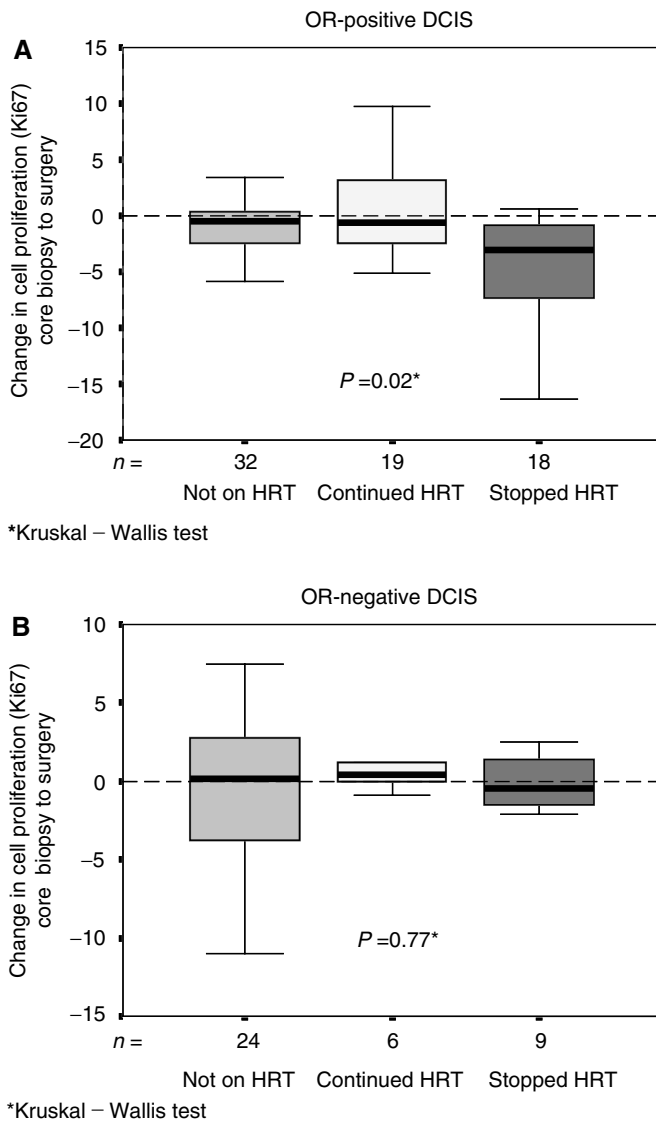 OR-positive DCIS
A
Change in cell proliferation (Ki67)
core biopsy to surgery
15
10
5
0
−5
−10
−15
−20
P =0.02*
n = 32 19 18
Not on HRT Continued HRT Stopped HRT
*Kruskal – Wallis test
OR-negative DCIS
B
Change in cell proliferation (Ki67)
core biopsy to surgery
10
5
0
−5
−10
−15
P =0.77*
n = 24 6 9
Not on HRT Continued HRT Stopped HRT
*Kruskal – Wallis test